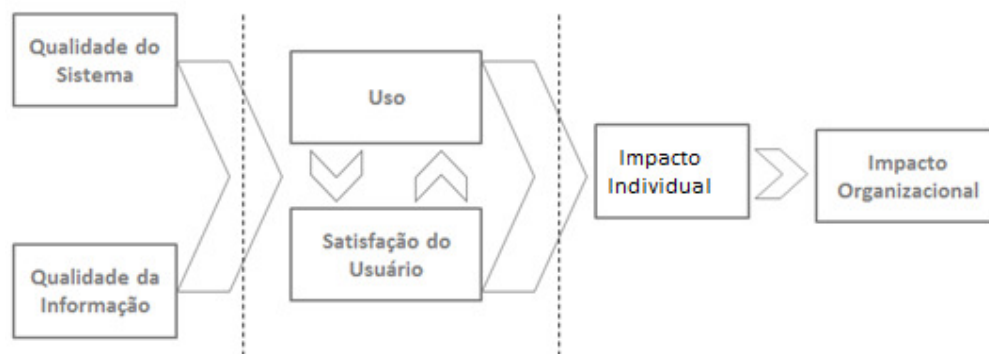 Qualidade do
Sistema
Qualidade da
Informação
Uso
Satisfação do
Usuário
Impacto
Individual
Impacto
Organizacional